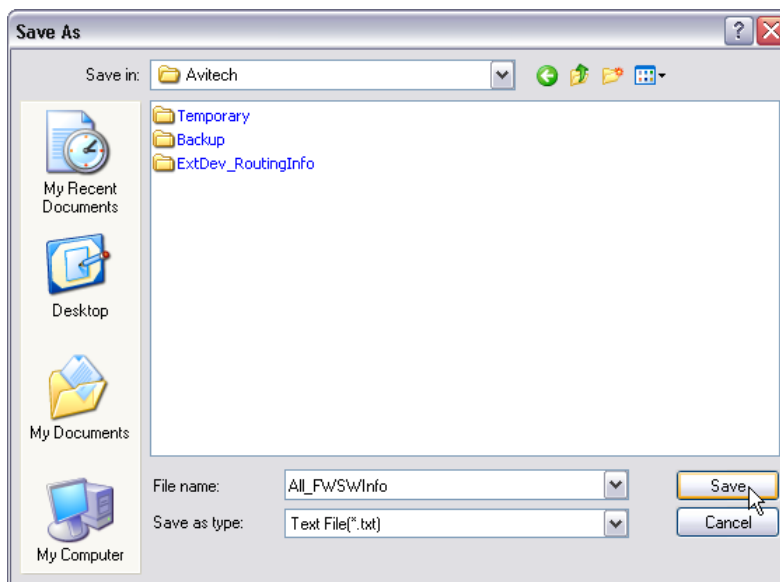 Save As
Save in: Avitech
Temporary
Backup
ExtDev_RoutingInfo
My Recent
Documents
Desktop
My Documents
My Computer
File name: All_FWSWInfo Save
Save as type: Text File(*.txt) Cancel